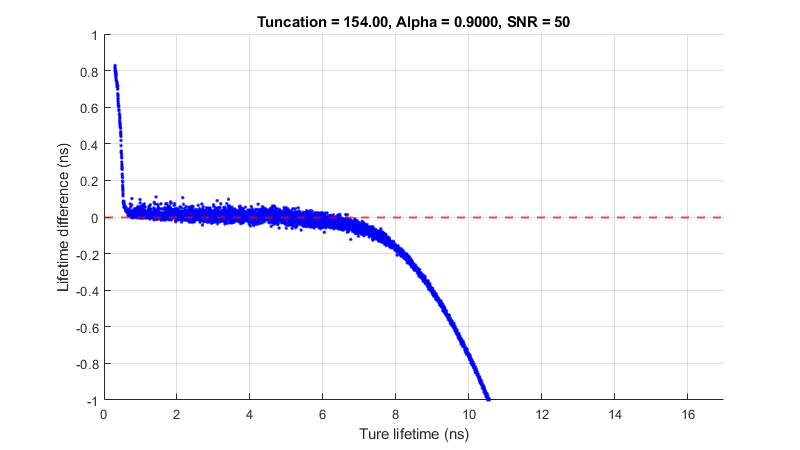 Tuncation = 154.00, Alpha = 0.9000, SNR = 50
1
0.8
0.6
0.4
0.2
0
-0.2
-0.4
-0.6
-0.8
-1
Lifetime difference (ns)
0 2 4 6 8 10 12 14 16
Ture lifetime (ns)